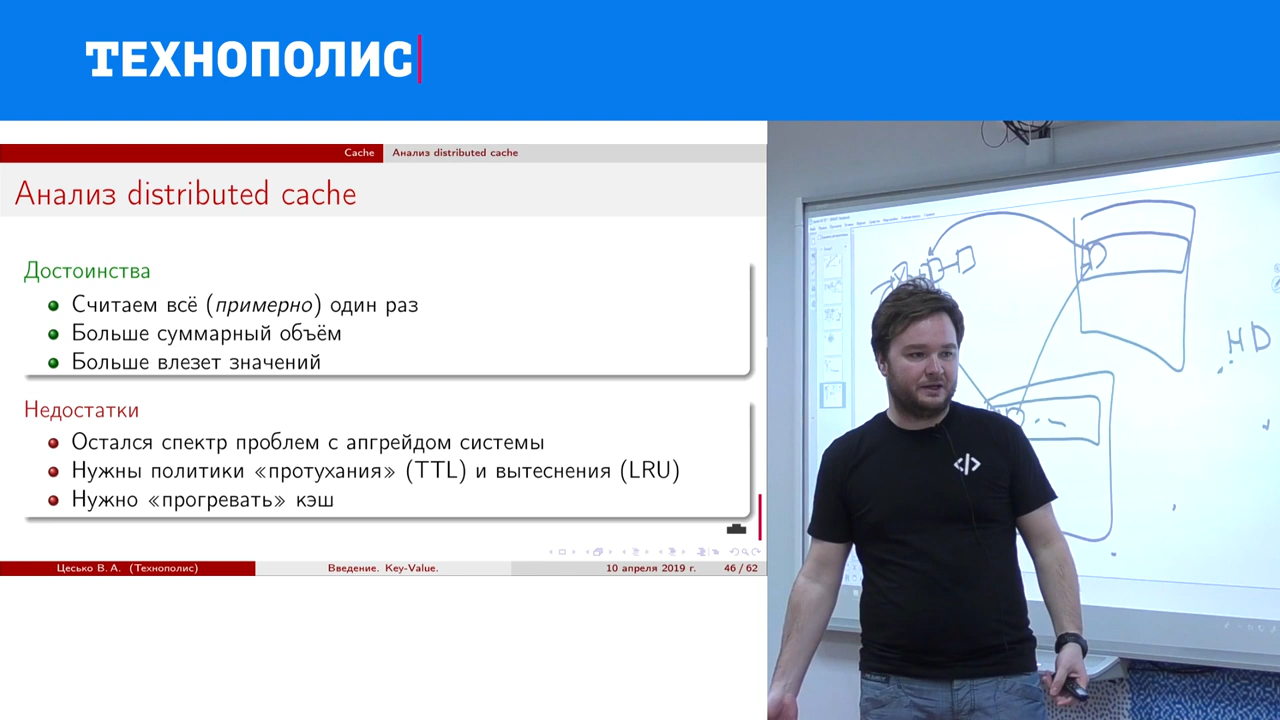 ТЕХНОПОЛИС
Cache
Анализ distributed cache
Анализ distributed cache
Достоинства
Считаем всё (примерно) один раз
Больше суммарный объём
Больше влезет значений
Недостатки
Остался спектр проблем с апгрейдом системы
Нужны политики «протухания» (TTL) и вытеснения (LRU)
Нужно «прогревать» кэш
Цесько В. А. (Технополис)
Введение. Key-Value.
10 апреля 2019 г.
46 / 62
HD